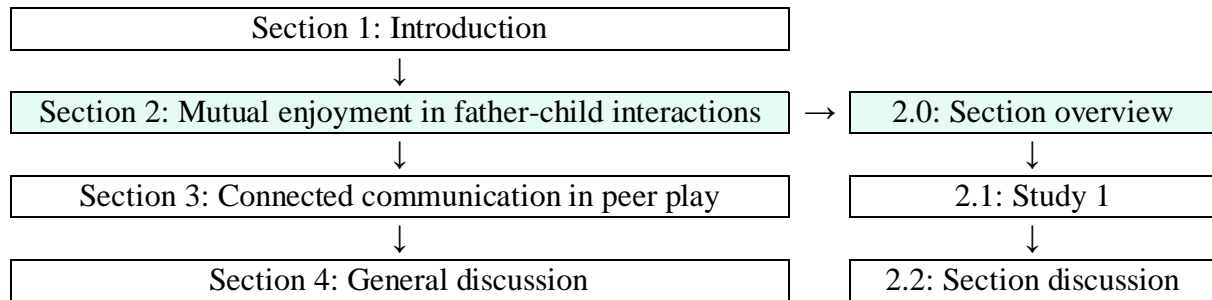 Section 1: Introduction
↓
Section 2: Mutual enjoyment in father-child interactions → 2.0: Section overview
↓ ↓
Section 3: Connected communication in peer play 2.1: Study 1
↓ ↓
Section 4: General discussion 2.2: Section discussion